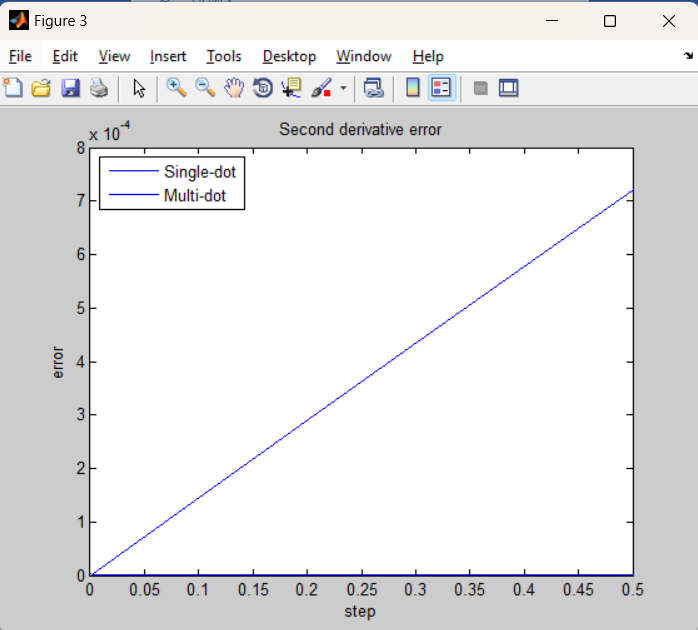 Figure 3
File Edit View Insert Tools Desktop Window Help
x 10-4
Second derivative error
Single-dot
Multi-dot
8
7
6
5
4
3
2
1
0
error
0 0.05 0.1 0.15 0.2 0.25 0.3 0.35 0.4 0.45 0.5
step